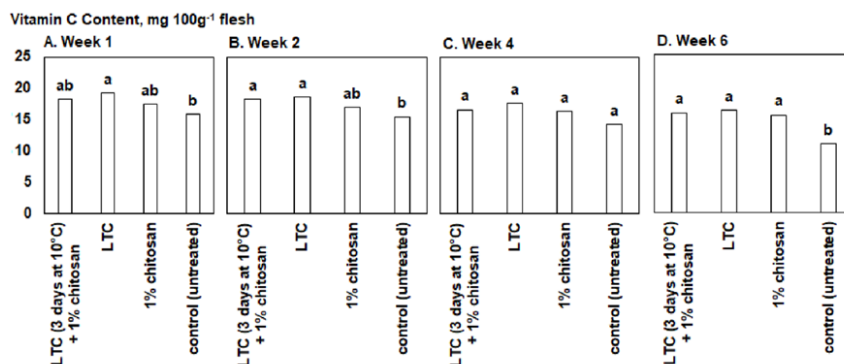 Vitamin C Content, mg 100g⁻¹ flesh
A. Week 1
B. Week 2
C. Week 4
D. Week 6
25
20
15
10
5
0
ab
a
ab
b
a
a
ab
b
a
a
a
a
a
a
a
b
LTC (3 days at 10°C)
+ 1% chitosan
LTC
1% chitosan
control (untreated)
LTC (3 days at 10°C)
+ 1% chitosan
LTC
1% chitosan
control (untreated)
LTC (3 days at 10°C)
+ 1% chitosan
LTC
1% chitosan
control (untreated)
LTC (3 days at 10°C)
+ 1% chitosan
LTC
1% chitosan
control (untreated)